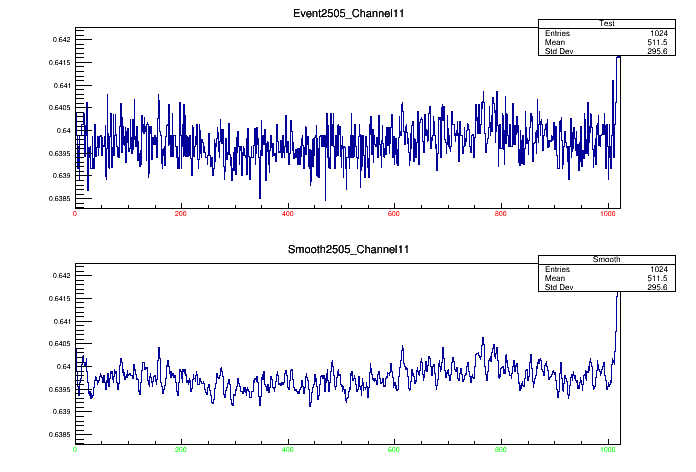 Event2505_Channel11
Test
Entries 1024
Mean 511.5
Std Dev 295.6
0.642
0.6415
0.641
0.6405
0.64
0.6395
0.639
0.6385
0 200 400 600 800 1000
Smooth2505_Channel11
Smooth
Entries 1024
Mean 511.5
Std Dev 295.6
0.642
0.6415
0.641
0.6405
0.64
0.6395
0.639
0.6385
0 200 400 600 800 1000